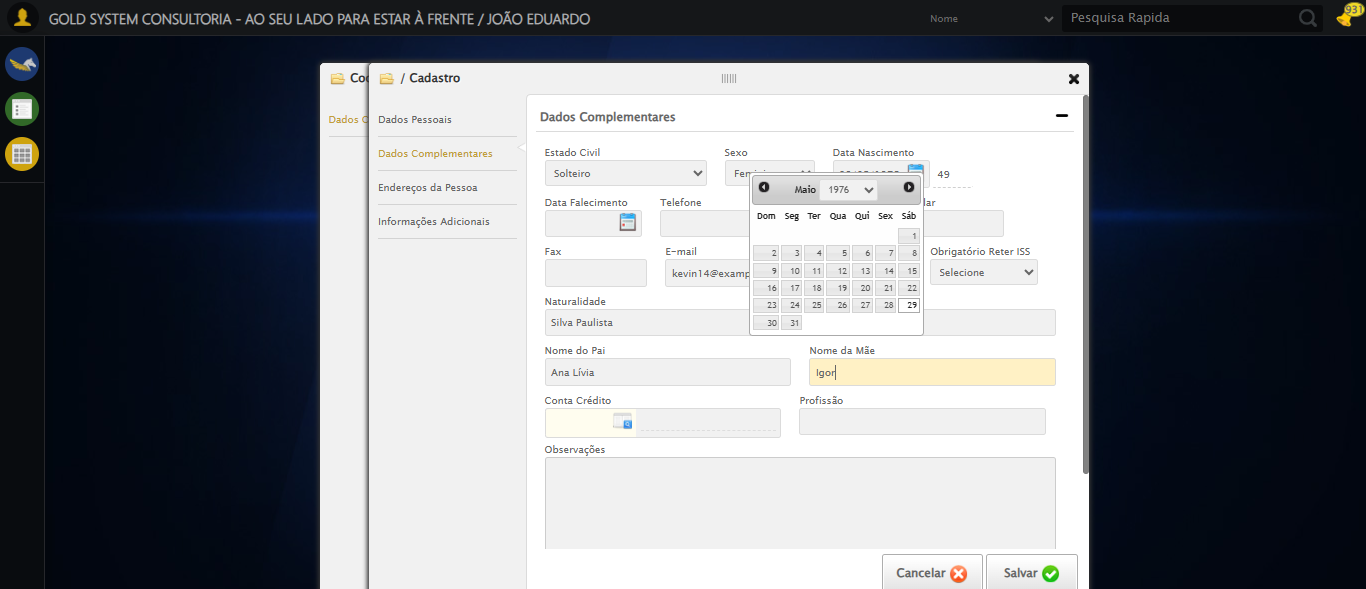 GOLD SYSTEM CONSULTORIA - AO SEU LADO PARA ESTAR À FRENTE / JOÃO EDUARDO
Nome
Pesquisa Rapida
931
/ Cadastro
Dados Pessoais
Dados Complementares
Endereços da Pessoa
Informações Adicionais
Dados Complementares
Estado Civil Sexo Data Nascimento
Solteiro 49
Maio 1976
Dom Seg Ter Qua Qui Sex Sáb
1
2 3 4 5 6 7 8
9 10 11 12 13 14 15
16 17 18 19 20 21 22
23 24 25 26 27 28 29
30 31
Data Falecimento Telefone
Fax E-mail Obrigatório Reter ISS
kevin14@examp Selecione
Naturalidade
Silva Paulista
Nome do Pai Nome da Mãe
Ana Lívia Igor
Conta Crédito Profissão
Observações
Cancelar Salvar